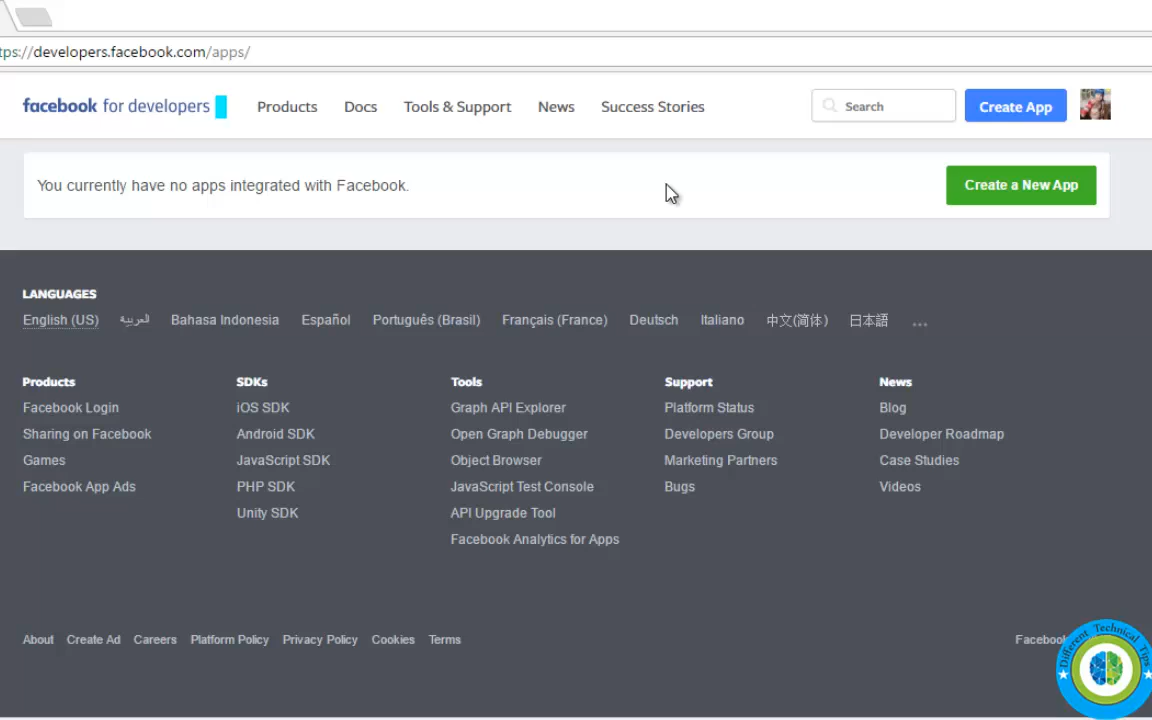 tps://developers.facebook.com/apps/
facebook for developers Products Docs Tools & Support News Success Stories Search Create App
You currently have no apps integrated with Facebook. Create a New App
LANGUAGES
English (US) العربية Bahasa Indonesia Español Português (Brasil) Français (France) Deutsch Italiano 中文(简体) 日本語 ...
Products SDKs Tools Support News
Facebook Login iOS SDK Graph API Explorer Platform Status Blog
Sharing on Facebook Android SDK Open Graph Debugger Developers Group Developer Roadmap
Games JavaScript SDK Object Browser Marketing Partners Case Studies
Facebook App Ads PHP SDK JavaScript Test Console Bugs Videos
Unity SDK API Upgrade Tool
Facebook Analytics for Apps
About Create Ad Careers Platform Policy Privacy Policy Cookies Terms Facebook
Different Technical Tips